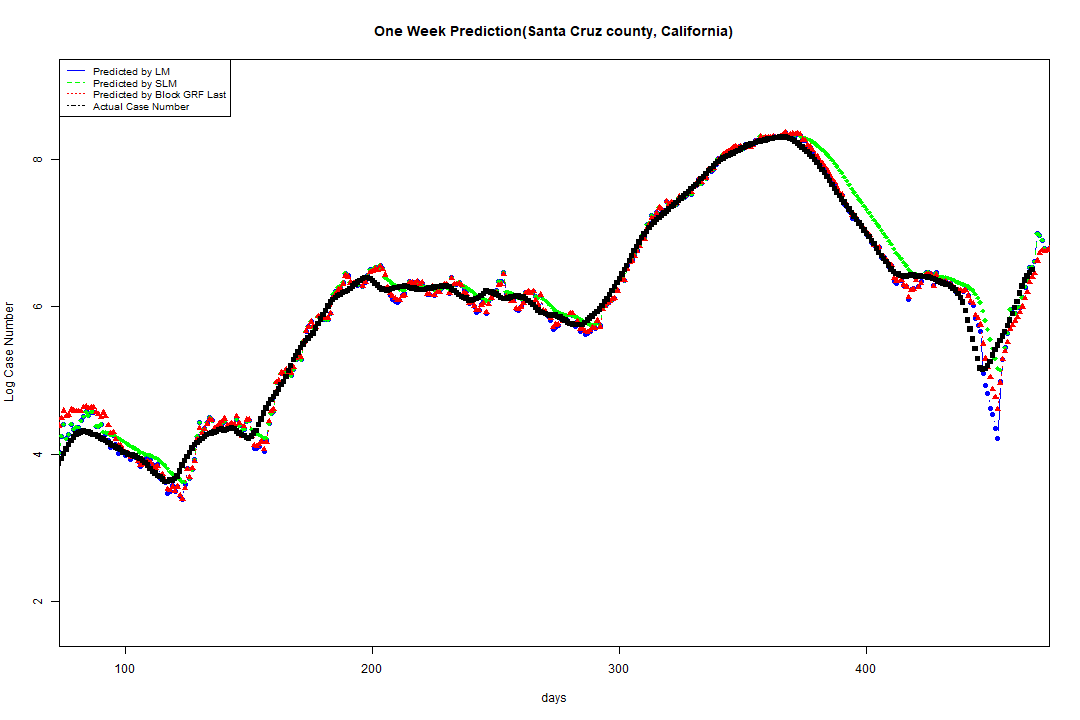 One Week Prediction(Santa Cruz county, California)
Predicted by LM
Predicted by SLM
Predicted by Block GRF Last
Actual Case Number
8
6
4
2
Log Case Number
100 200 300 400
days